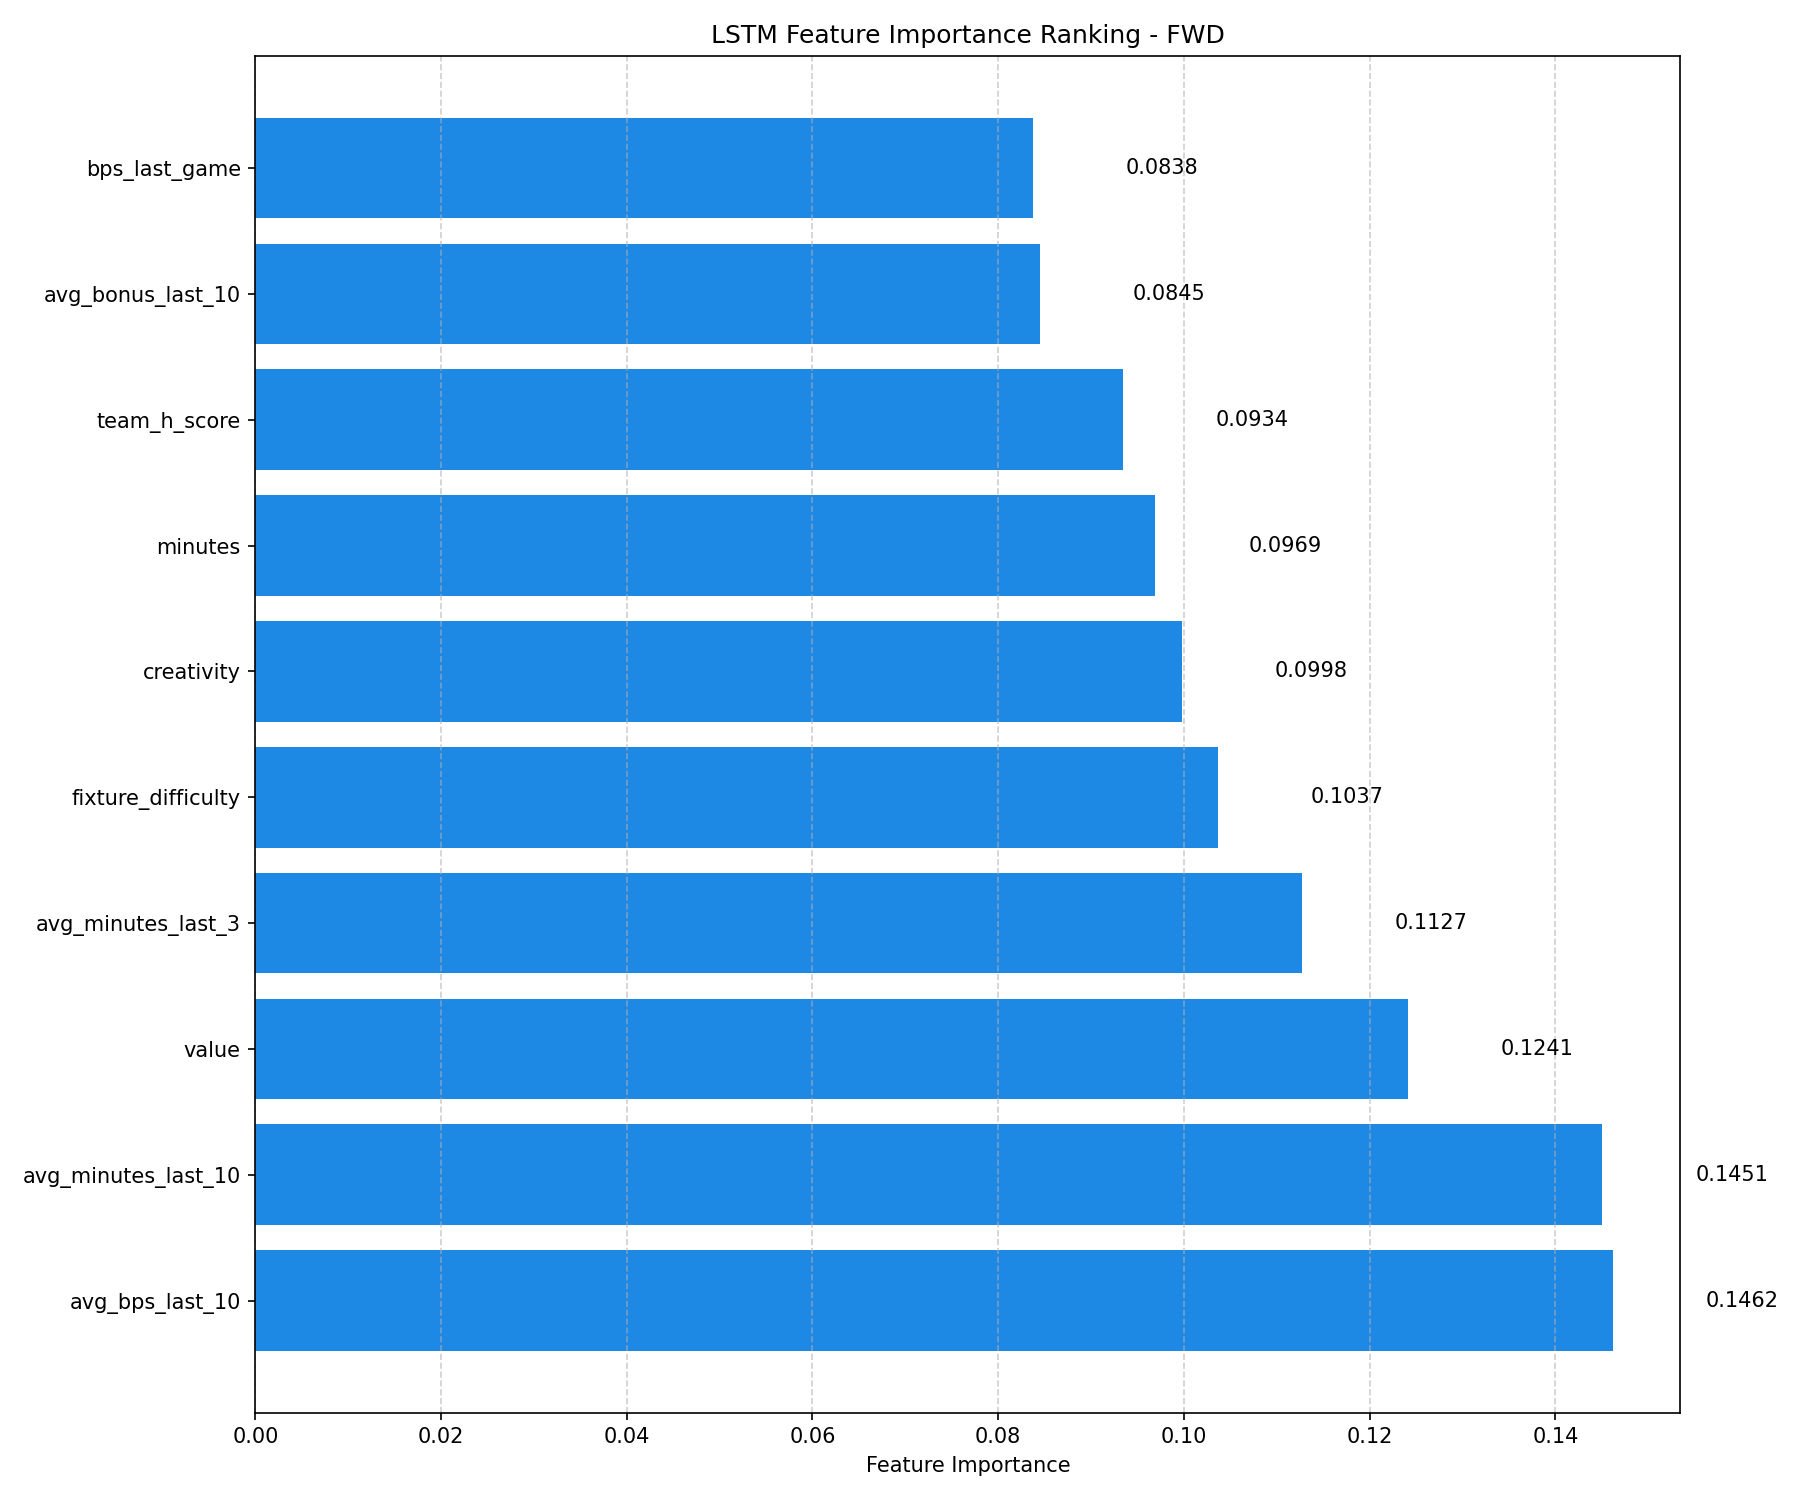 LSTM Feature Importance Ranking - FWD
bps_last_game 0.0838
avg_bonus_last_10 0.0845
team_h_score 0.0934
minutes 0.0969
creativity 0.0998
fixture_difficulty 0.1037
avg_minutes_last_3 0.1127
value 0.1241
avg_minutes_last_10 0.1451
avg_bps_last_10 0.1462
0.00 0.02 0.04 0.06 0.08 0.10 0.12 0.14
Feature Importance